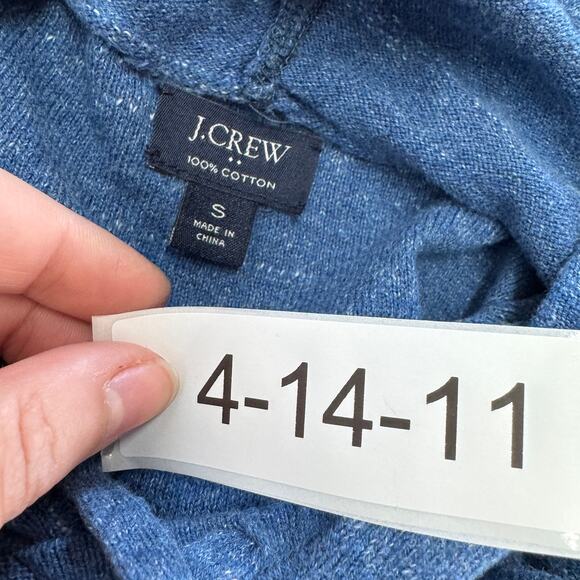 J.CREW
100% COTTON
S
MADE IN
CHINA
4-14-11